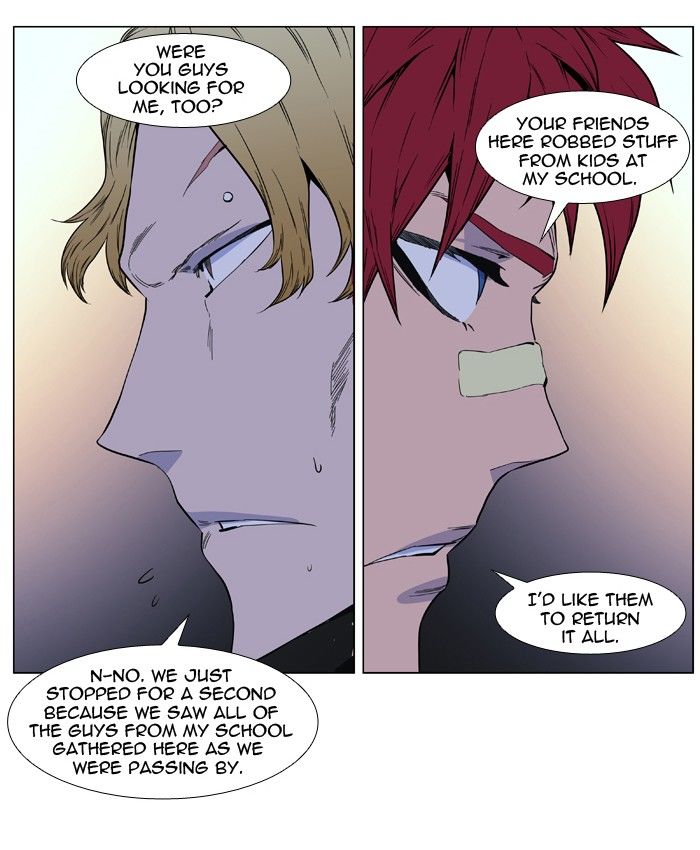 WERE
YOU GUYS
LOOKING FOR
ME, TOO?
N-NO. WE JUST
STOPPED FOR A SECOND
BECAUSE WE SAW ALL OF
THE GUYS FROM MY SCHOOL
GATHERED HERE AS WE
WERE PASSING BY.
YOUR FRIENDS
HERE ROBBED STUFF
FROM KIDS AT
MY SCHOOL.
I'D LIKE THEM
TO RETURN
IT ALL.